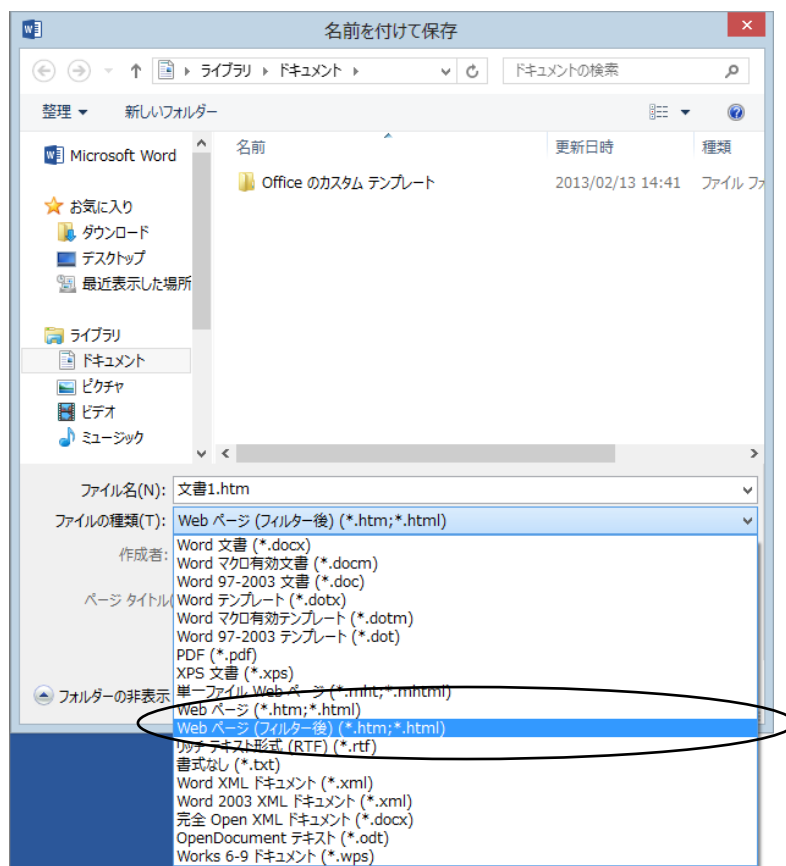 名前を付けて保存
ライブラリ ドキュメント ドキュメントの検索
整理 新しいフォルダー
Microsoft Word 名前 更新日時 種類
Office のカスタム テンプレート 2013/02/13 14:41 ファイル フォ
お気に入り
ダウンロード
デスクトップ
最近表示した場所
ライブラリ
ドキュメント
ピクチャ
ビデオ
ミュージック
ファイル名(N): 文書1.htm
ファイルの種類(T): Web ページ (フィルター後) (*.htm;*.html)
作成者: Word 文書 (*.docx)
Word マクロ有効文書 (*.docm)
Word 97-2003 文書 (*.doc)
ページ タイトル( Word テンプレート (*.dotx)
Word マクロ有効テンプレート (*.dotm)
Word 97-2003 テンプレート (*.dot)
PDF (*.pdf)
XPS 文書 (*.xps)
フォルダーの非表示 単一ファイル Web ページ (*.mht;*.mhtml)
Web ページ (*.htm;*.html)
Web ページ (フィルター後) (*.htm;*.html)
リッチ テキスト形式 (RTF) (*.rtf)
書式なし (*.txt)
Word XML ドキュメント (*.xml)
Word 2003 XML ドキュメント (*.xml)
完全 Open XML ドキュメント (*.docx)
OpenDocument テキスト (*.odt)
Works 6-9 ドキュメント (*.wps)